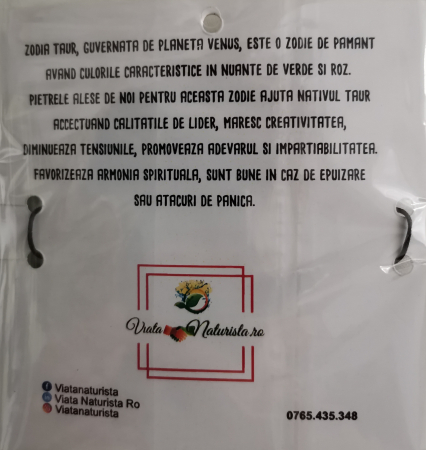 ZODIA TAUR, GUVERNATA DE PLANETA VENUS, ESTE O ZODIE DE PAMANT
AVAND CULORILE CARACTERISTICE IN NUANTE DE VERDE SI ROZ.
PIETRELE ALESE DE NOI PENTRU ACEASTA ZODIE AJUTA NATIVUL TAUR
ACCECTUAND CALITATILE DE LIDER, MARESC CREATIVITATEA,
DIMINUEAZA TENSIUNILE, PROMOVEAZA ADEVARUL SI IMPARTIABILITATEA.
FAVORIZEAZA ARMONIA SPIRITUALA, SUNT BUNE IN CAZ DE EPUIZARE
SAU ATACURI DE PANICA.
Viata Naturista.ro
Viatanaturista
Viata Naturista Ro
Viatanaturista
0765.435.348